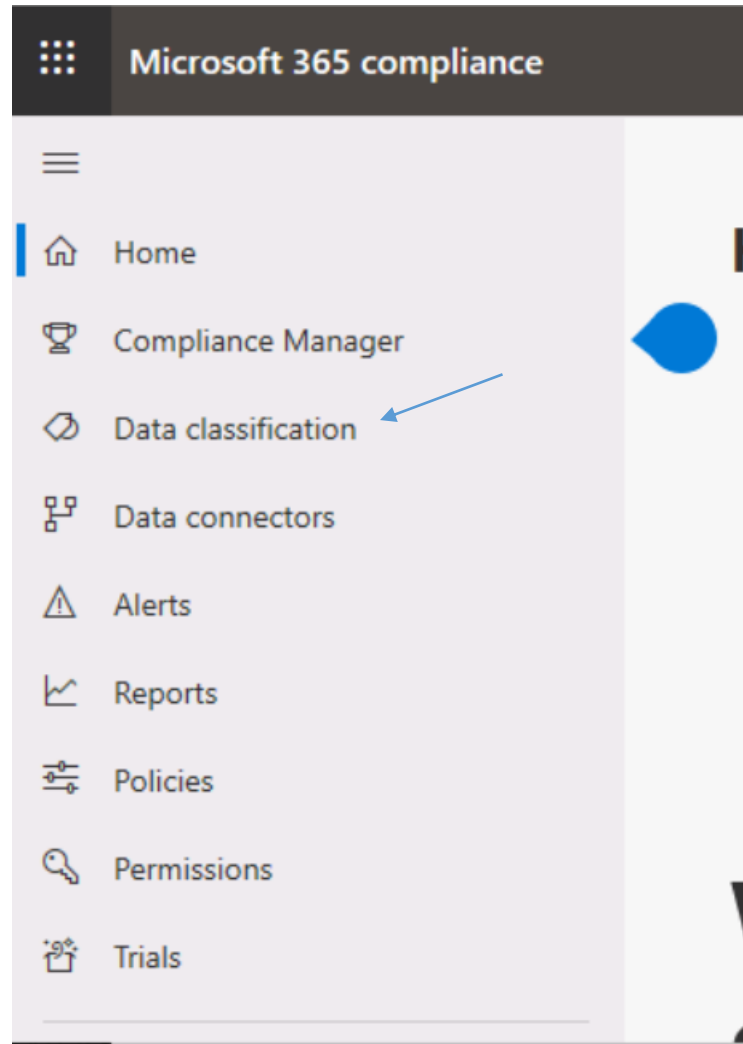 Microsoft 365 compliance
Home
Compliance Manager
Data classification
Data connectors
Alerts
Reports
Policies
Permissions
Trials